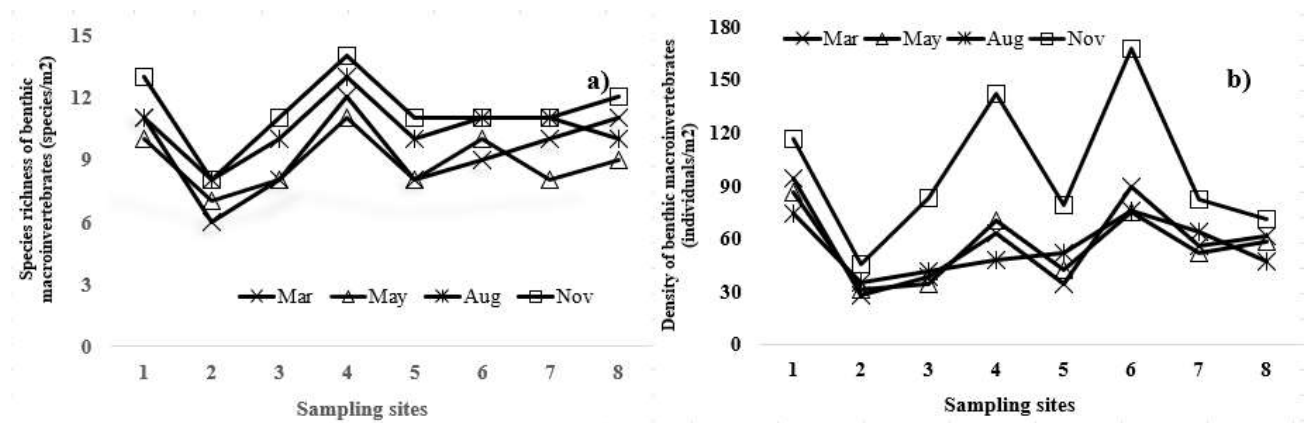 Species richness of benthic
macroinvertebrates (species/m2)
15
12
9
6
3
0
a)
Mar May Aug Nov
1 2 3 4 5 6 7 8
Sampling sites
Density of benthic macroinvertebrates
(individuals/m2)
180
150
120
90
60
30
0
Mar May Aug Nov
b)
1 2 3 4 5 6 7 8
Sampling sites